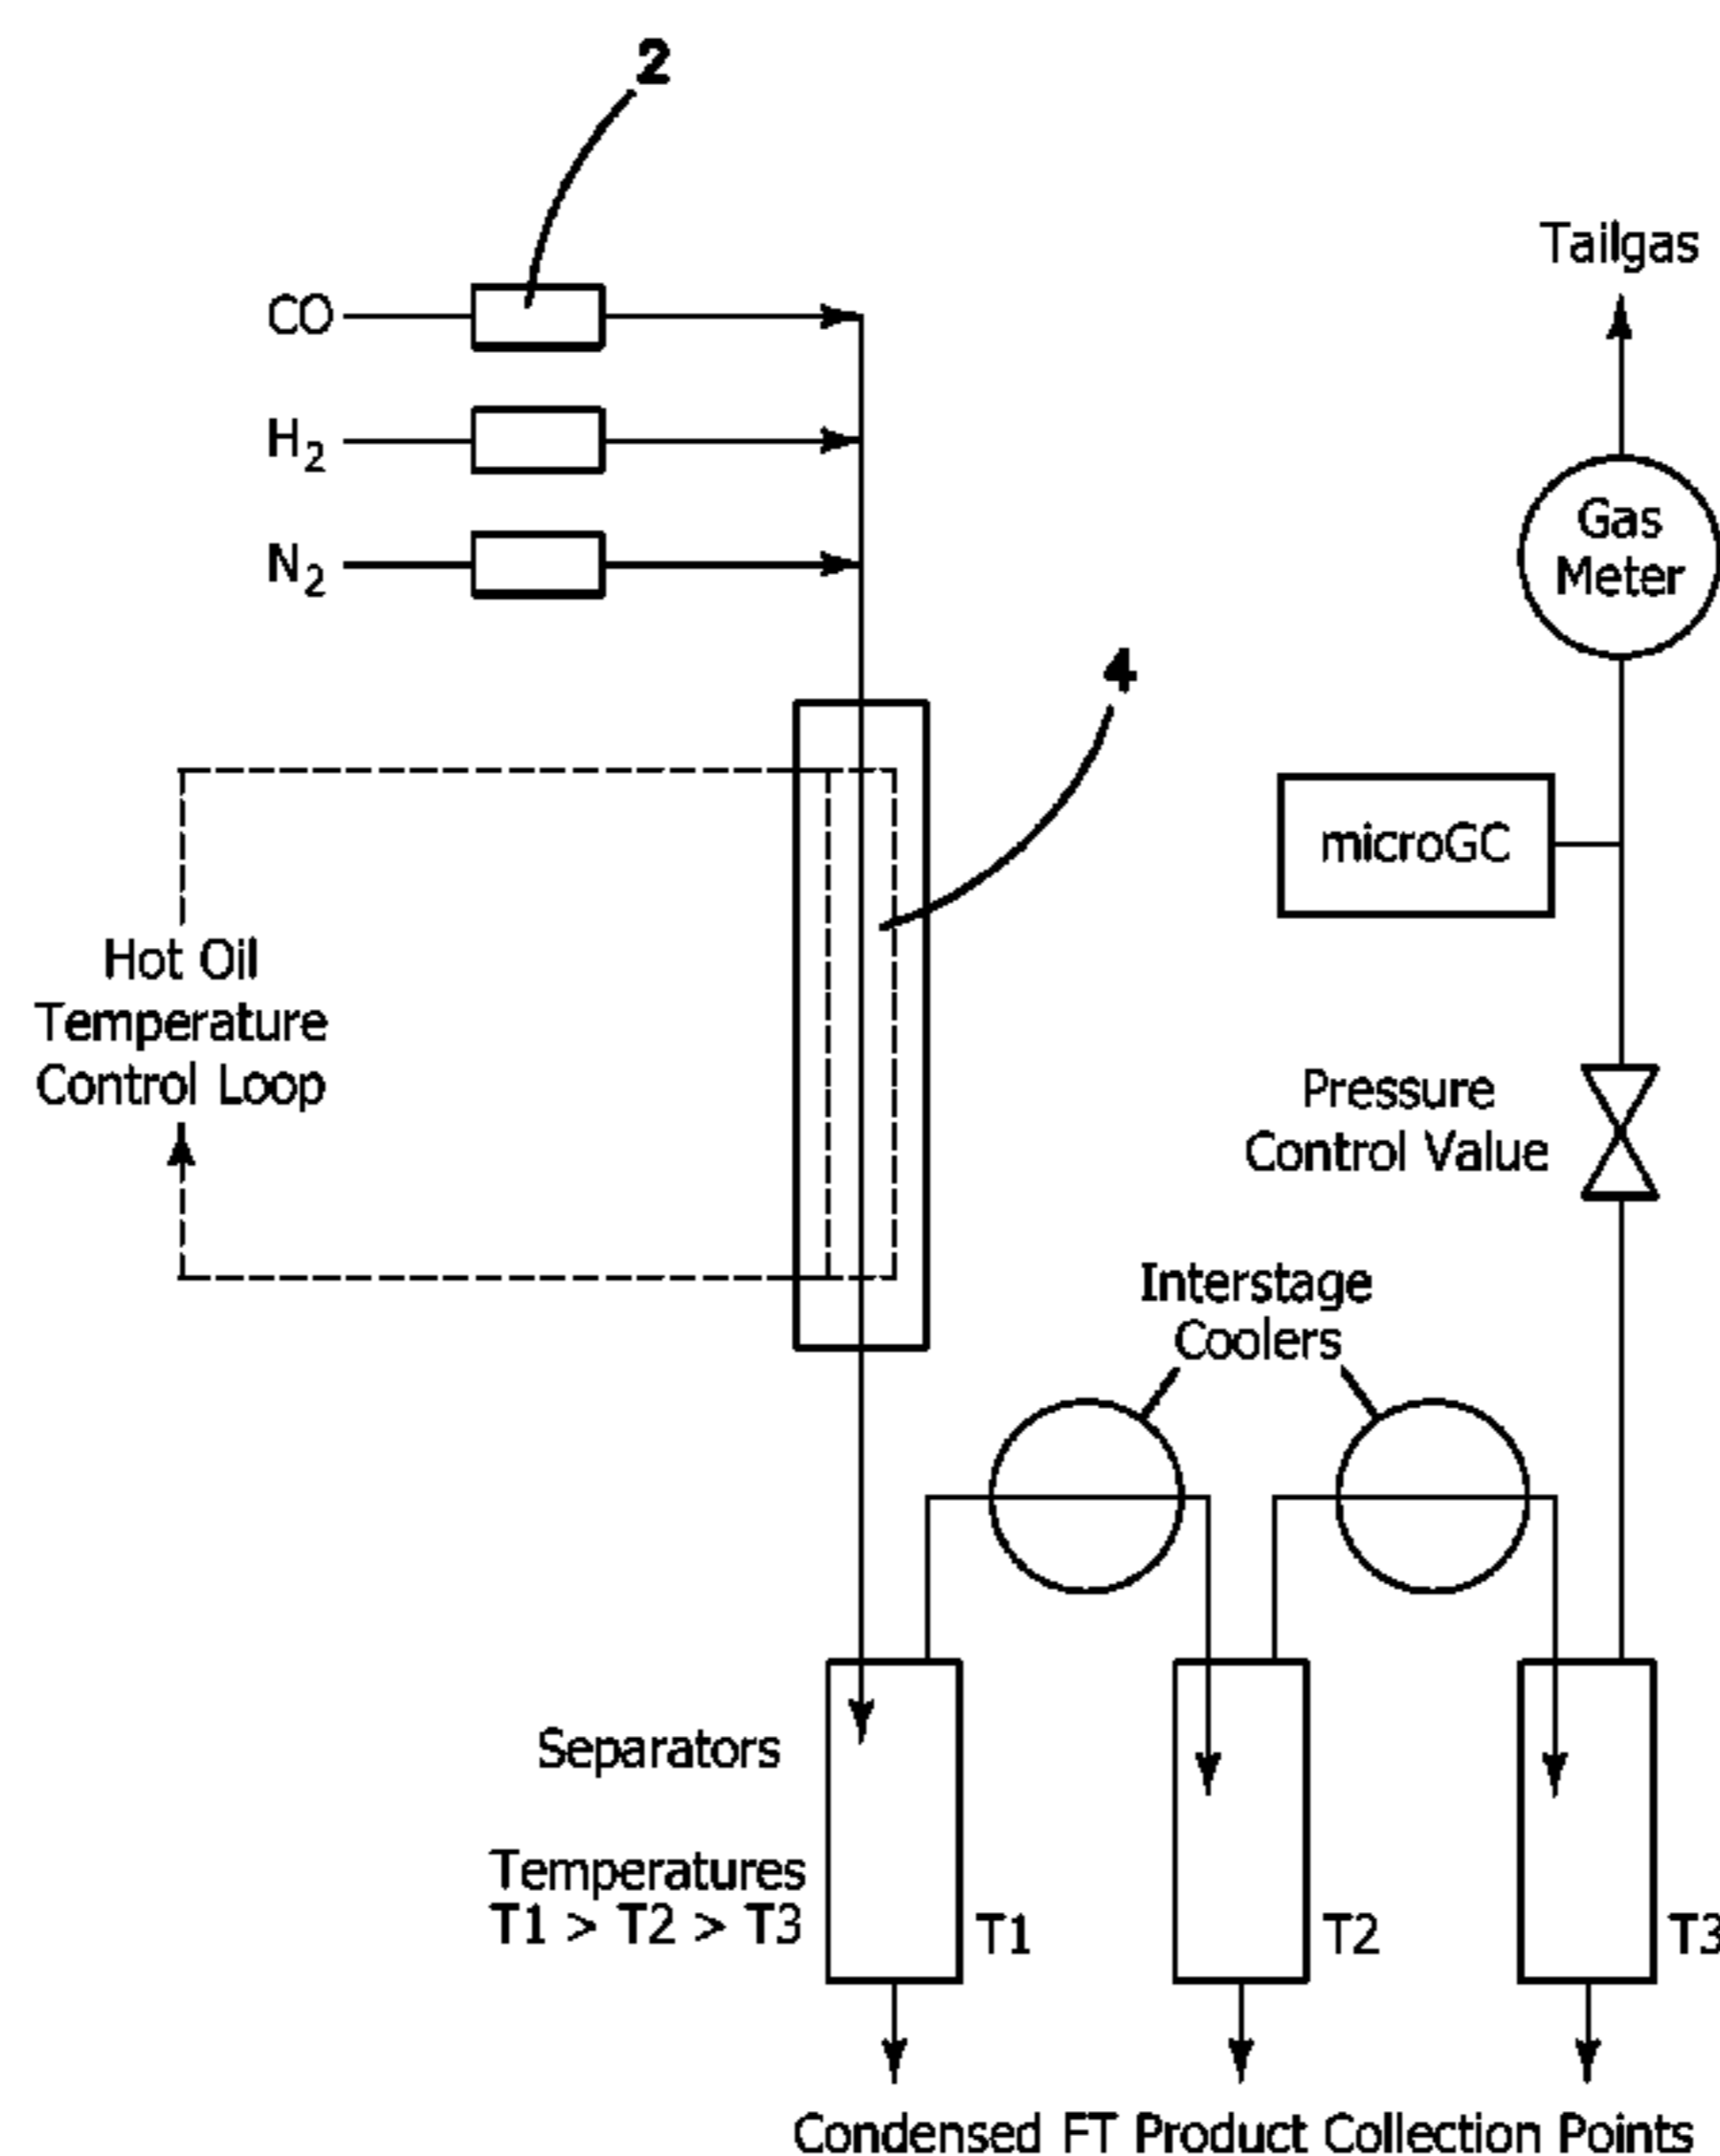 2
Tailgas
CO
H₂
N₂
Gas
Meter
4
microGC
Hot Oil
Temperature
Control Loop
Pressure
Control Value
Interstage
Coolers
Separators
Temperatures
T1 > T2 > T3
T1
T2
T3
Condensed FT Product Collection Points